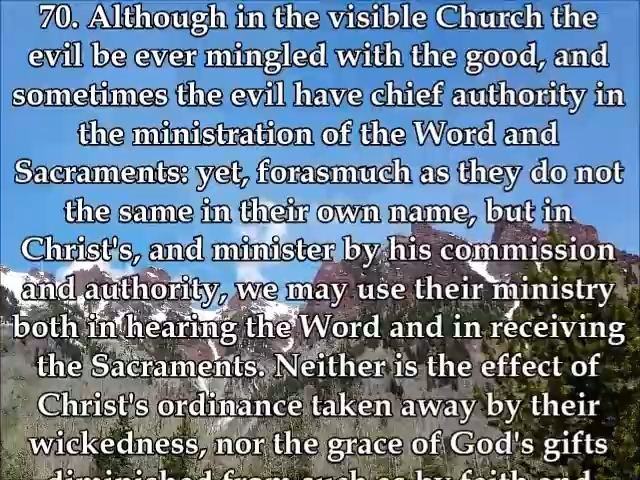 70. Although in the visible Church the
evil be ever mingled with the good, and
sometimes the evil have chief authority in
the ministration of the Word and
Sacraments: yet, forasmuch as they do not
the same in their own name, but in
Christ's, and minister by his commission
and authority, we may use their ministry
both in hearing the Word and in receiving
the Sacraments. Neither is the effect of
Christ's ordinance taken away by their
wickedness, nor the grace of God's gifts
diminished from such as by faith and